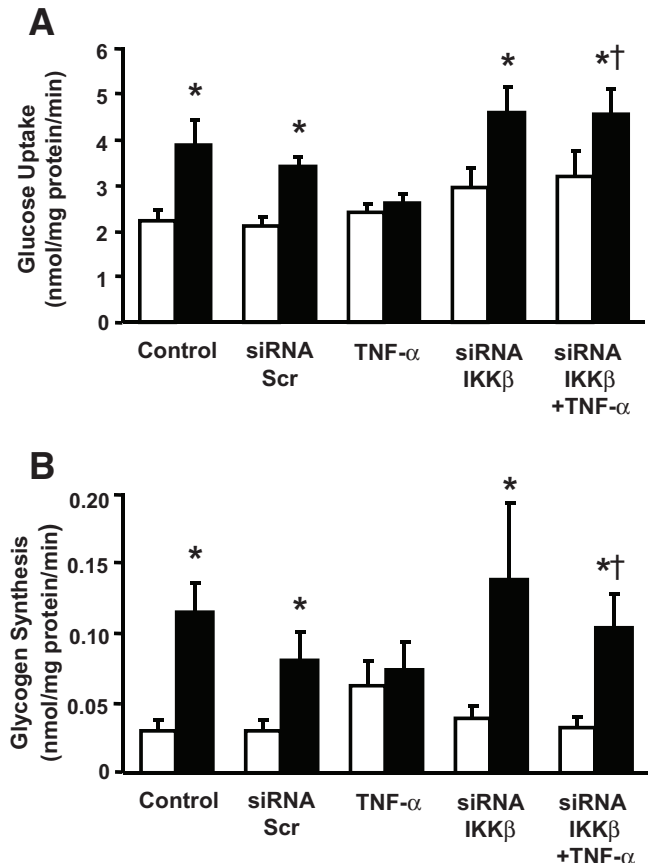 A
Glucose Uptake
(nmol/mg protein/min)
6
5
4
3
2
1
0
*
*
*
*†
Control
siRNA
Scr
TNF-α
siRNA
IKKβ
siRNA
IKKβ
+TNF-α
B
Glycogen Synthesis
(nmol/mg protein/min)
0.20
0.15
0.10
0.05
0
*
*
*
*†
Control
siRNA
Scr
TNF-α
siRNA
IKKβ
siRNA
IKKβ
+TNF-α